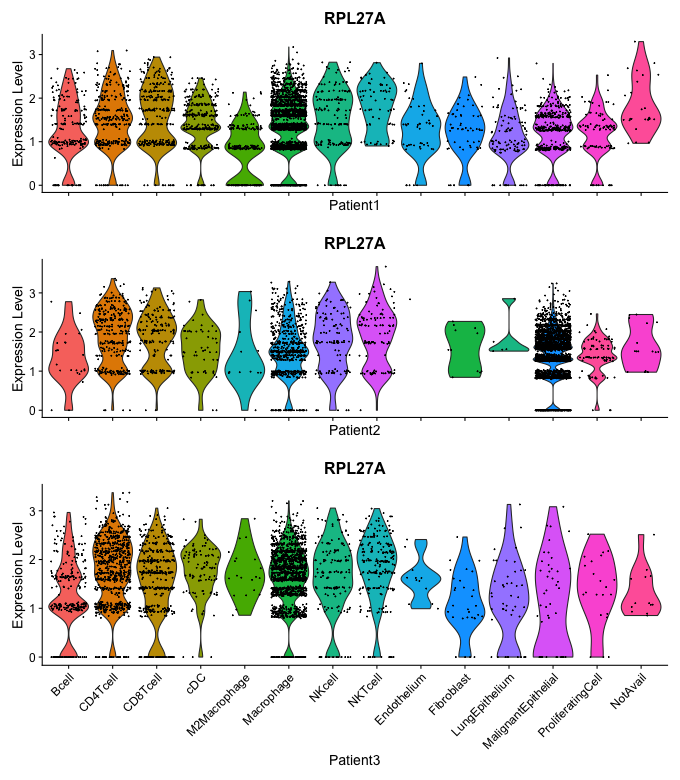 RPL27A
Expression Level
3
2
1
0
Patient1
RPL27A
Expression Level
3
2
1
0
Patient2
RPL27A
Expression Level
3
2
1
0
Bcell
CD4Tcell
CD8Tcell
cDC
M2Macrophage
Macrophage
NKcell
NKTcell
Endothelium
Fibroblast
LungEpithelium
MalignantEpithelial
ProliferatingCell
NotAvail
Patient3